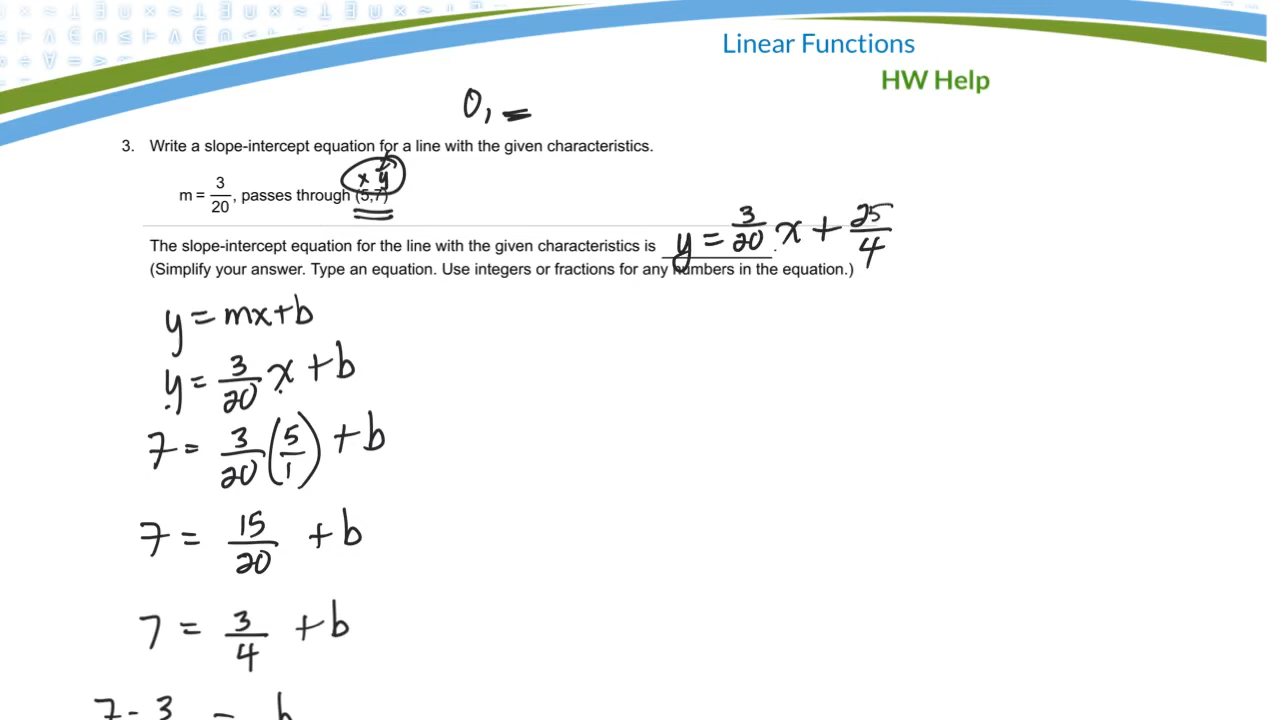 Linear Functions
HW Help
0,
3. Write a slope-intercept equation for a line with the given characteristics.
x y
m = 3/20, passes through (5,7)
The slope-intercept equation for the line with the given characteristics is y = 3/20 x + 25/4.
(Simplify your answer. Type an equation. Use integers or fractions for any numbers in the equation.)
y = mx+b
y = 3/20 x + b
7 = 3/20 (5/1) + b
7 = 15/20 + b
7 = 3/4 + b
7 - 3 = b